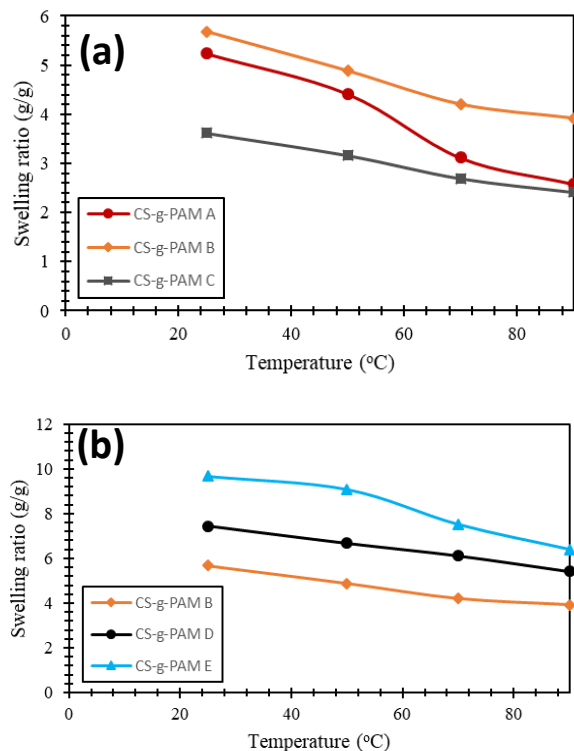 (a)
Swelling ratio (g/g)
6
5
4
3
2
1
0
CS-g-PAM A
CS-g-PAM B
CS-g-PAM C
0 20 40 60 80
Temperature (°C)
(b)
Swelling ratio (g/g)
12
10
8
6
4
2
0
CS-g-PAM B
CS-g-PAM D
CS-g-PAM E
0 20 40 60 80
Temperature (°C)